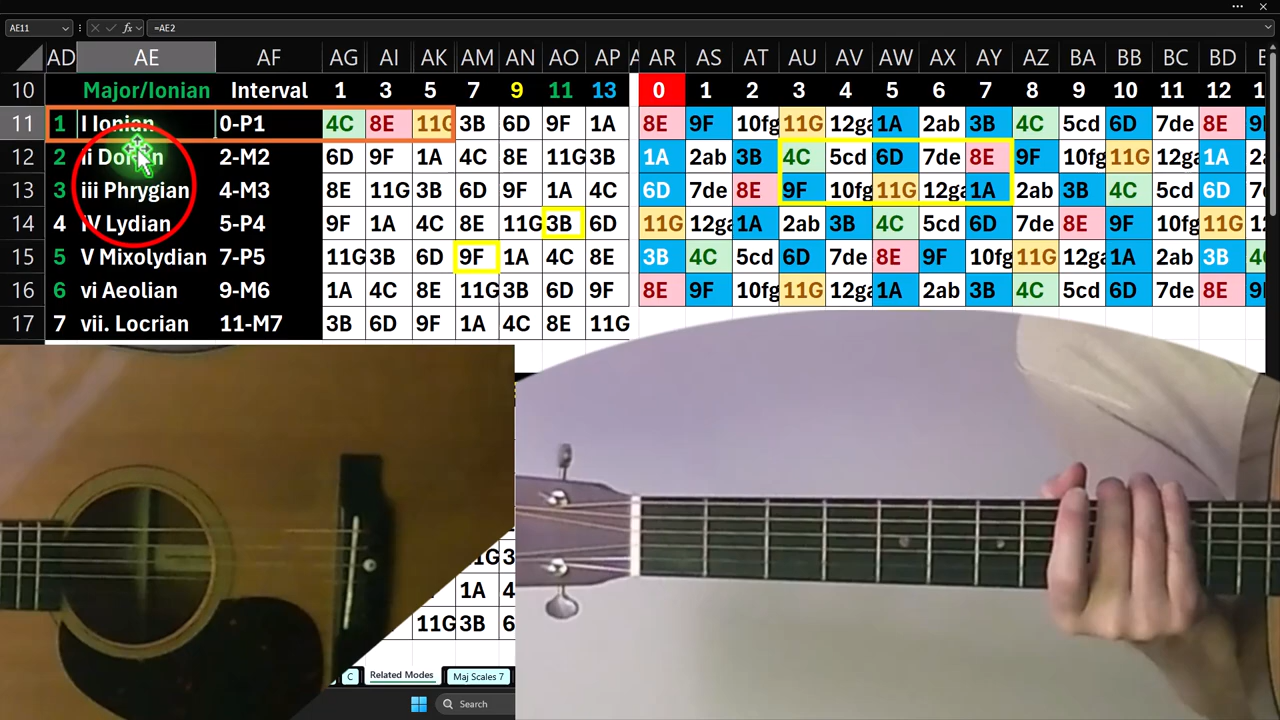 AE11 fx =AE2
AD AE AF AG AI AK AM AN AO AP AR AS AT AU AV AW AX AY AZ BA BB BC BD
10 Major/Ionian Interval 1 3 5 7 9 11 13 0 1 2 3 4 5 6 7 8 9 10 11 12
11 1 I Ionian 0-P1 4C 8E 11G 3B 6D 9F 1A 8E 9F 10fg 11G 12ga 1A 2ab 3B 4C 5cd 6D 7de 8E
12 2 ii Dorian 2-M2 6D 9F 1A 4C 8E 11G 3B 1A 2ab 3B 4C 5cd 6D 7de 8E 9F 10fg 11G 12ga 1A
13 3 iii Phrygian 4-M3 8E 11G 3B 6D 9F 1A 4C 6D 7de 8E 9F 10fg 11G 12ga 1A 2ab 3B 4C 5cd 6D
14 4 IV Lydian 5-P4 9F 1A 4C 8E 11G 3B 6D 11G 12ga 1A 2ab 3B 4C 5cd 6D 7de 8E 9F 10fg 11G
15 5 V Mixolydian 7-P5 11G 3B 6D 9F 1A 4C 8E 3B 4C 5cd 6D 7de 8E 9F 10fg 11G 12ga 1A 2ab 3B
16 6 vi Aeolian 9-M6 1A 4C 8E 11G 3B 6D 9F 8E 9F 10fg 11G 12ga 1A 2ab 3B 4C 5cd 6D 7de 8E
17 7 vii. Locrian 11-M7 3B 6D 9F 1A 4C 8E 11G
1A 4C
11G 3B
C Related Modes Maj Scales 7
Search